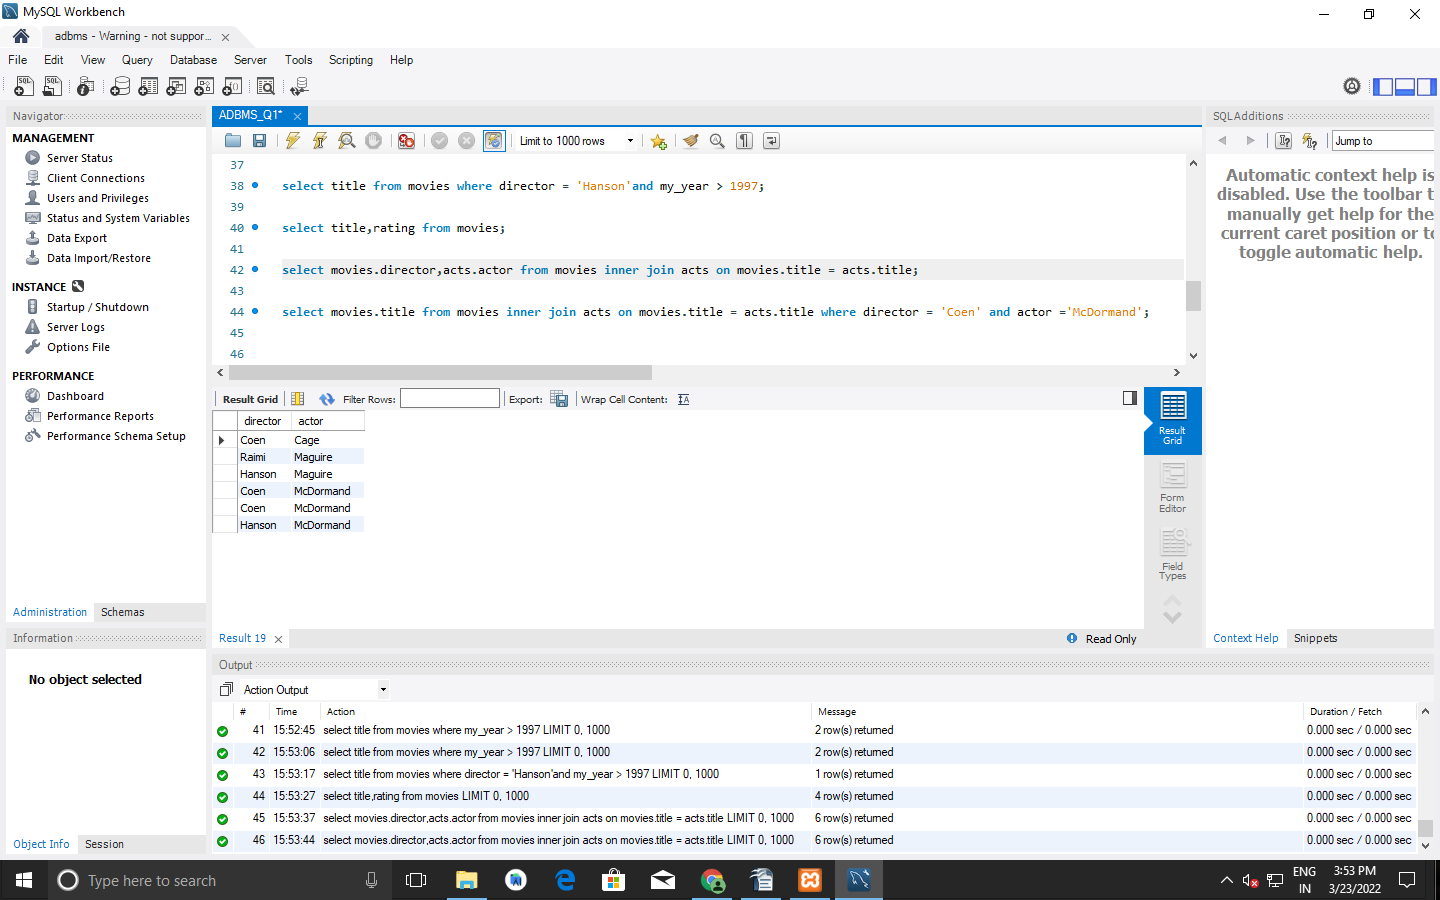 MySQL Workbench
adbms - Warning - not suppor...
File Edit View Query Database Server Tools Scripting Help
Navigator
MANAGEMENT
Server Status
Client Connections
Users and Privileges
Status and System Variables
Data Export
Data Import/Restore
INSTANCE
Startup / Shutdown
Server Logs
Options File
PERFORMANCE
Dashboard
Performance Reports
Performance Schema Setup
Administration Schemas
Information
No object selected
Object Info Session
ADBMS_Q1*
Limit to 1000 rows
37
38 select title from movies where director = 'Hanson'and my_year > 1997;
39
40 select title,rating from movies;
41
42 select movies.director,acts.actor from movies inner join acts on movies.title = acts.title;
43
44 select movies.title from movies inner join acts on movies.title = acts.title where director = 'Coen' and actor ='McDormand';
45
46
Result Grid Filter Rows: Export: Wrap Cell Content:
director actor
Coen Cage
Raimi Maguire
Hanson Maguire
Coen McDormand
Coen McDormand
Hanson McDormand
Result Grid
Form Editor
Field Types
Result 19
Read Only
SQLAdditions
Jump to
Automatic context help is
disabled. Use the toolbar t
manually get help for the
current caret position or to
toggle automatic help.
Context Help Snippets
Output
Action Output
# Time Action Message Duration / Fetch
41 15:52:45 select title from movies where my_year > 1997 LIMIT 0, 1000 2 row(s) returned 0.000 sec / 0.000 sec
42 15:53:06 select title from movies where my_year > 1997 LIMIT 0, 1000 2 row(s) returned 0.000 sec / 0.000 sec
43 15:53:17 select title from movies where director = 'Hanson'and my_year > 1997 LIMIT 0, 1000 1 row(s) returned 0.000 sec / 0.000 sec
44 15:53:27 select title,rating from movies LIMIT 0, 1000 4 row(s) returned 0.000 sec / 0.000 sec
45 15:53:37 select movies.director,acts.actor from movies inner join acts on movies.title = acts.title LIMIT 0, 1000 6 row(s) returned 0.000 sec / 0.000 sec
46 15:53:44 select movies.director,acts.actor from movies inner join acts on movies.title = acts.title LIMIT 0, 1000 6 row(s) returned 0.000 sec / 0.000 sec
Type here to search
ENG
IN
3:53 PM
3/23/2022